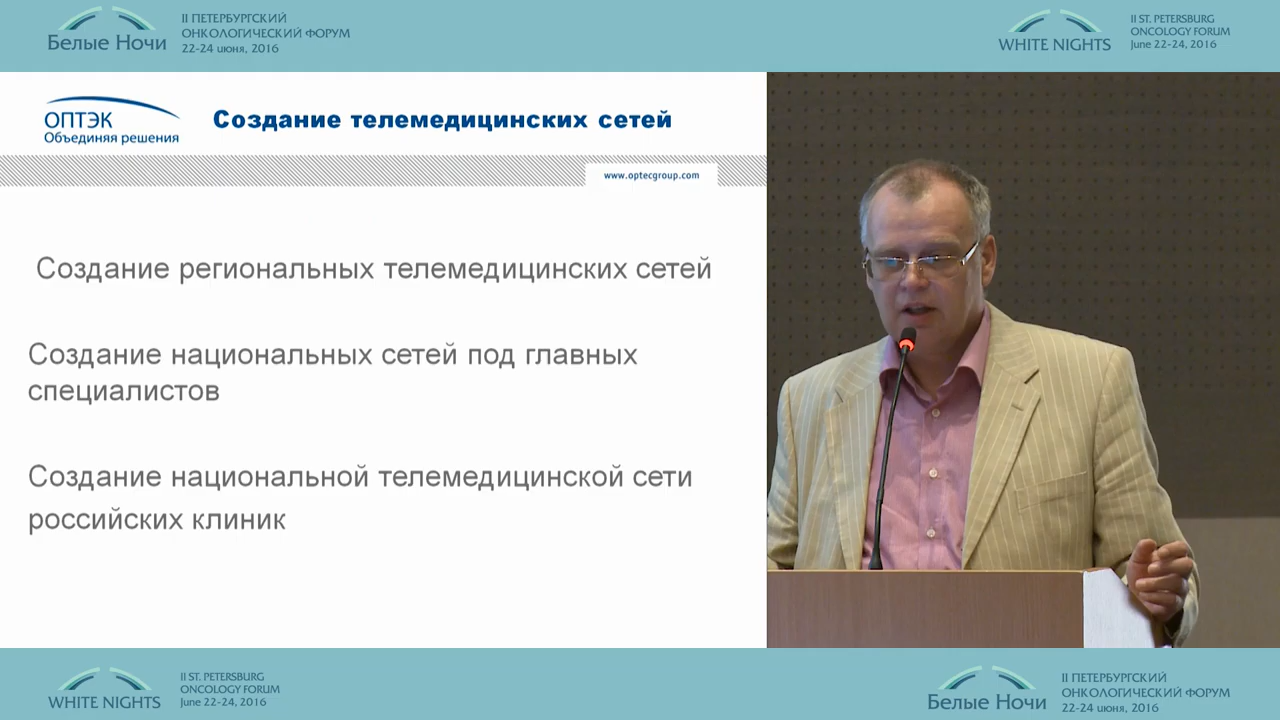 Белые Ночи
II ПЕТЕРБУРГСКИЙ
ОНКОЛОГИЧЕСКИЙ ФОРУМ
22-24 июня, 2016
WHITE NIGHTS
II ST. PETERSBURG
ONCOLOGY FORUM
June 22-24, 2016
ОПТЭК
Объединяя решения
Создание телемедицинских сетей
www.optecgroup.com
Создание региональных телемедицинских сетей
Создание национальных сетей под главных
специалистов
Создание национальной телемедицинской сети
российских клиник
WHITE NIGHTS
II ST. PETERSBURG
ONCOLOGY FORUM
June 22-24, 2016
Белые Ночи
II ПЕТЕРБУРГСКИЙ
ОНКОЛОГИЧЕСКИЙ ФОРУМ
22-24 июня, 2016